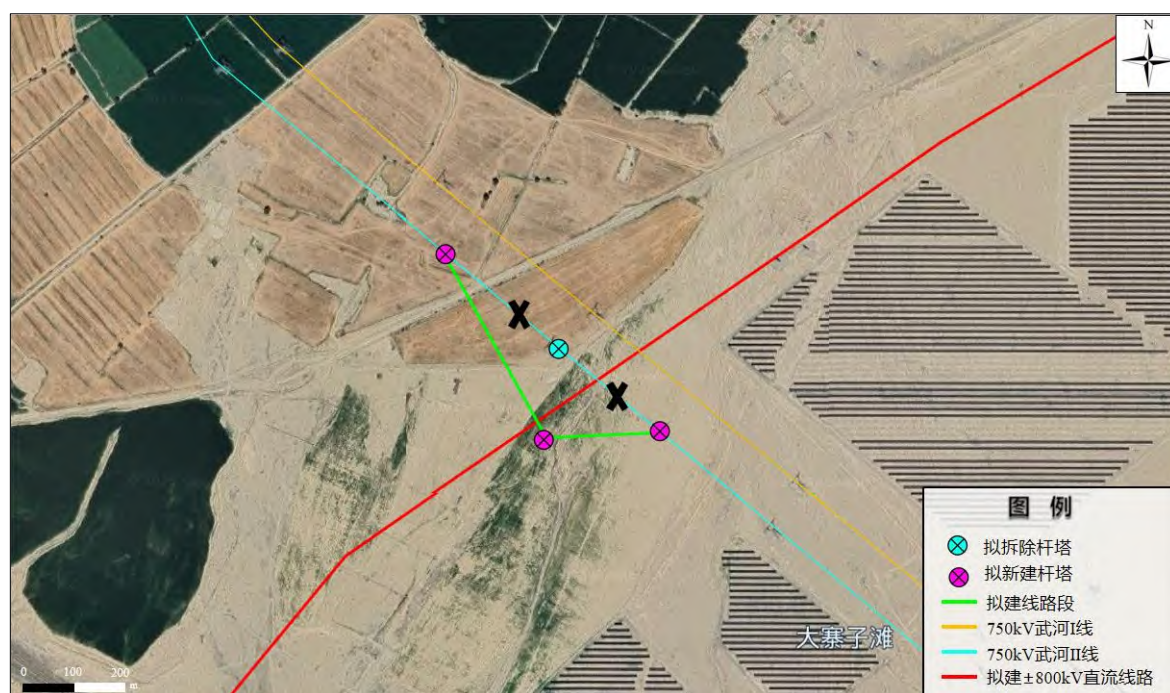 N
大寨子滩
0 100 200
m
图 例
拟拆除杆塔
拟新建杆塔
拟建线路段
750kV武河I线
750kV武河II线
拟建±800kV直流线路